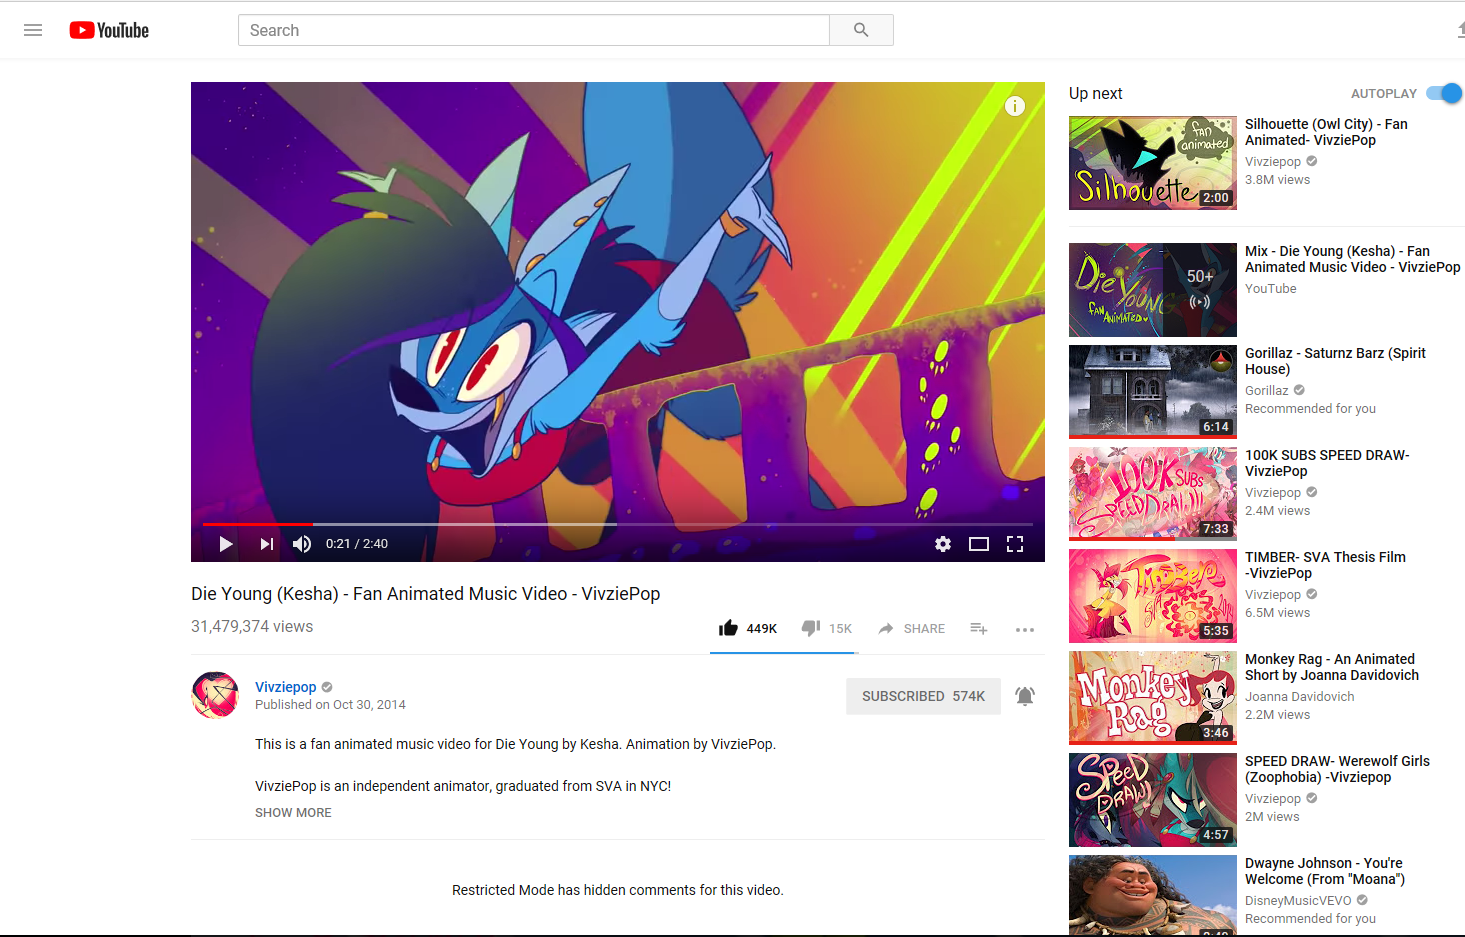 YouTube
Search
0:21 / 2:40
Die Young (Kesha) - Fan Animated Music Video - VivziePop
31,479,374 views
449K
15K
SHARE
Vivziepop
Published on Oct 30, 2014
SUBSCRIBED 574K
This is a fan animated music video for Die Young by Kesha. Animation by VivziePop.
VivziePop is an independent animator, graduated from SVA in NYC!
SHOW MORE
Restricted Mode has hidden comments for this video.
Up next
AUTOPLAY
fan
animated
Silhouette
2:00
Silhouette (Owl City) - Fan
Animated- VivziePop
Vivziepop
3.8M views
Die Young
fan
Animated
50+
Mix - Die Young (Kesha) - Fan
Animated Music Video - VivziePop
YouTube
6:14
Gorillaz - Saturnz Barz (Spirit
House)
Gorillaz
Recommended for you
100K SUBS
SPEED DRAW!!!
7:33
100K SUBS SPEED DRAW-
VivziePop
Vivziepop
2.4M views
Timber
SVA
5:35
TIMBER- SVA Thesis Film
-VivziePop
Vivziepop
6.5M views
Monkey
Rag
3:46
Monkey Rag - An Animated
Short by Joanna Davidovich
Joanna Davidovich
2.2M views
SPEED
DRAW!
4:57
SPEED DRAW- Werewolf Girls
(Zoophobia) -Vivziepop
Vivziepop
2M views
Dwayne Johnson - You're
Welcome (From "Moana")
DisneyMusicVEVO
Recommended for you